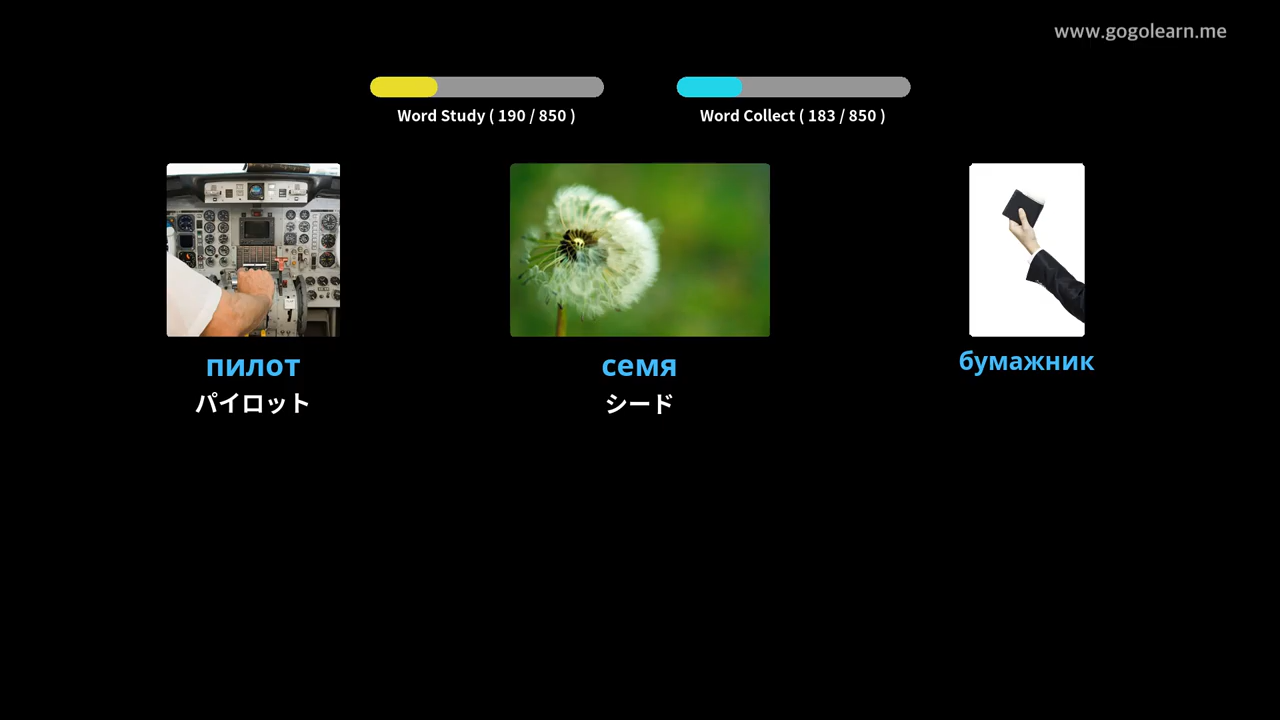 www.gogolearn.me
Word Study ( 190 / 850 )
Word Collect ( 183 / 850 )
пилот
パイロット
семя
シード
бумажник